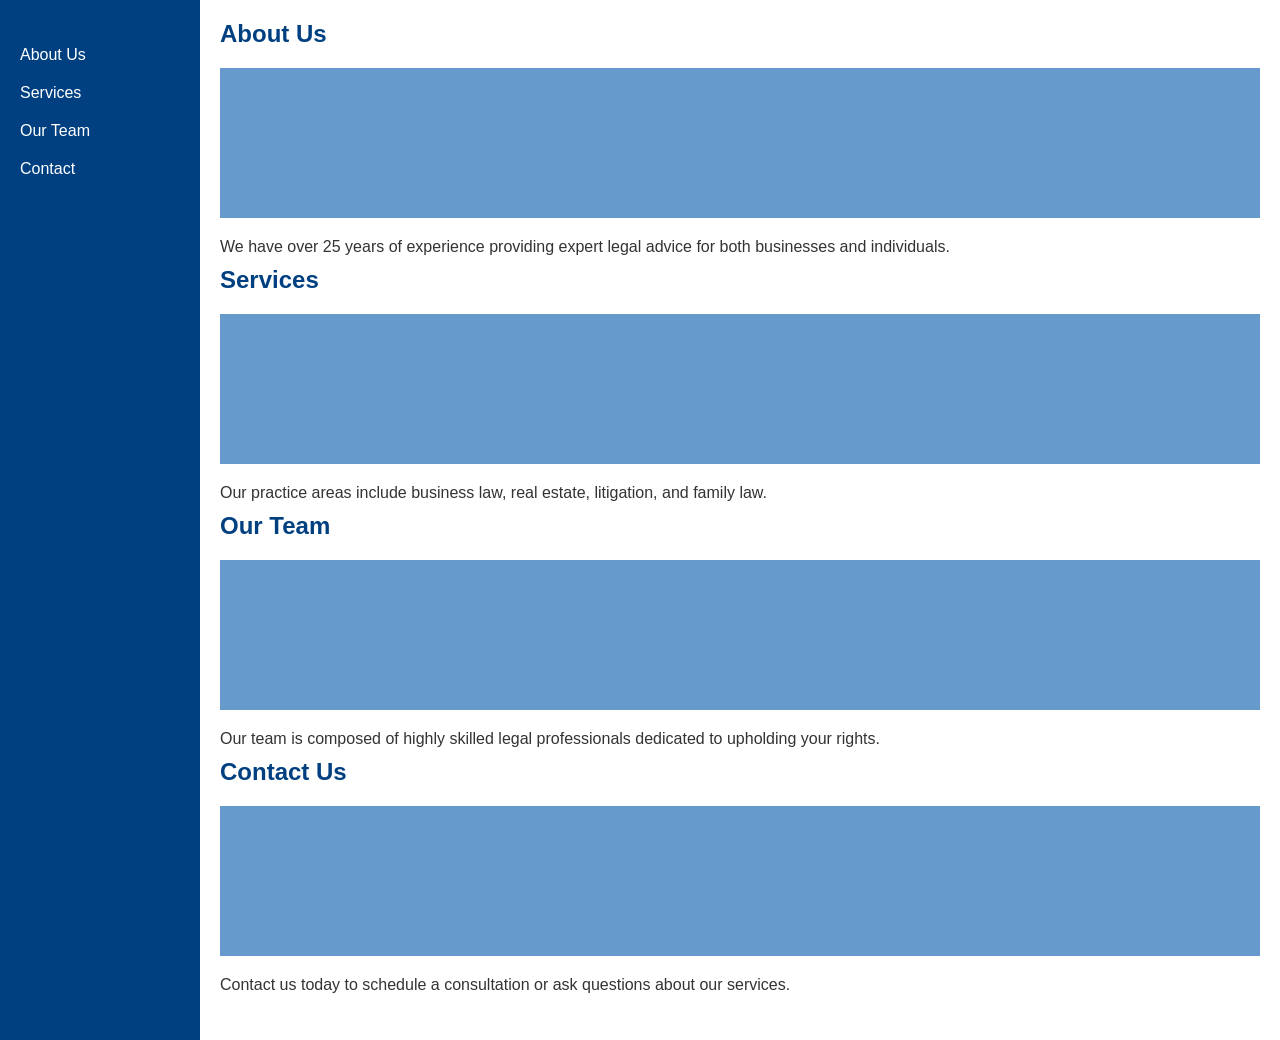 About Us
Services
Our Team
Contact
About Us
We have over 25 years of experience providing expert legal advice for both businesses and individuals.
Services
Our practice areas include business law, real estate, litigation, and family law.
Our Team
Our team is composed of highly skilled legal professionals dedicated to upholding your rights.
Contact Us
Contact us today to schedule a consultation or ask questions about our services.